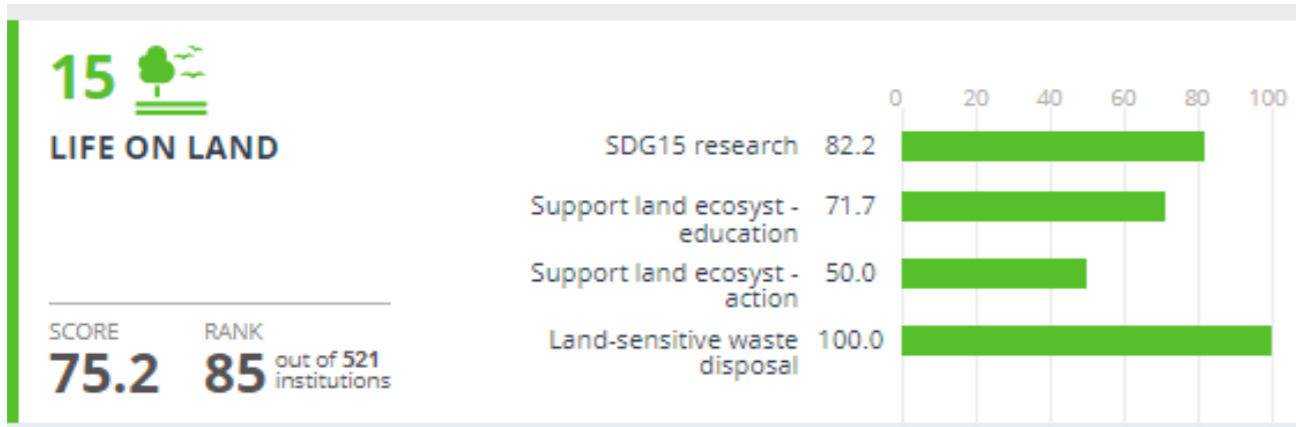 15
LIFE ON LAND
SCORE
75.2
RANK
85 out of 521
institutions
0 20 40 60 80 100
SDG15 research 82.2
Support land ecosyst - 71.7
education
Support land ecosyst - 50.0
action
Land-sensitive waste 100.0
disposal